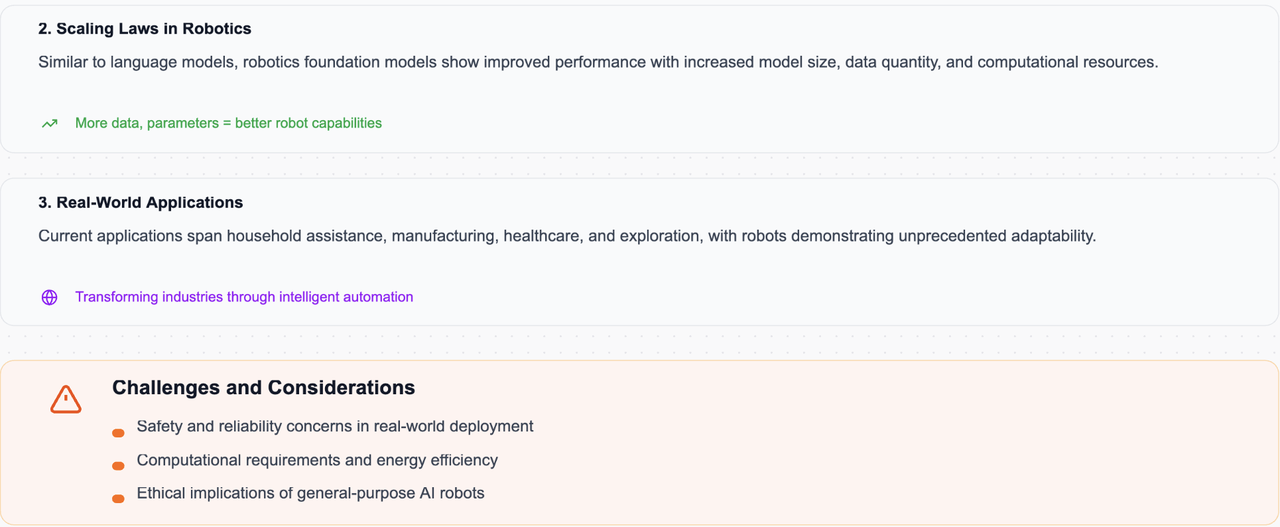 2. Scaling Laws in Robotics
Similar to language models, robotics foundation models show improved performance with increased model size, data quantity, and computational resources.
More data, parameters = better robot capabilities
3. Real-World Applications
Current applications span household assistance, manufacturing, healthcare, and exploration, with robots demonstrating unprecedented adaptability.
Transforming industries through intelligent automation
Challenges and Considerations
Safety and reliability concerns in real-world deployment
Computational requirements and energy efficiency
Ethical implications of general-purpose AI robots